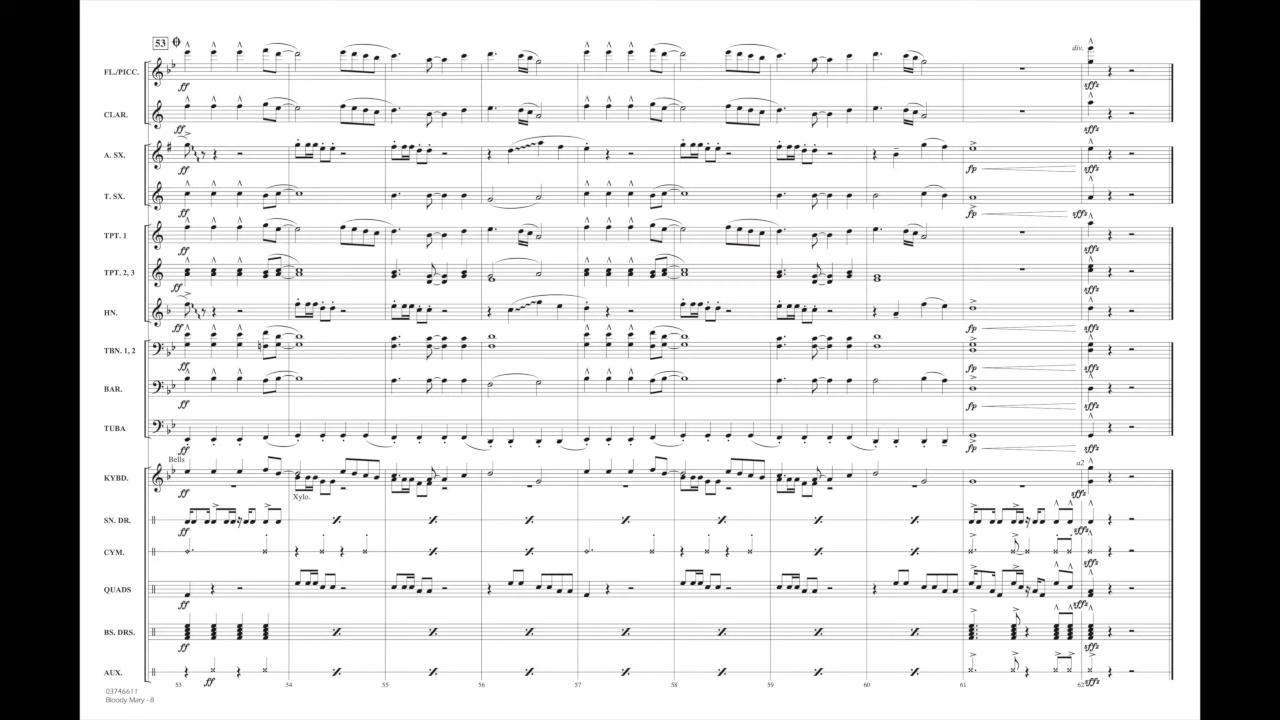 53
div.
FL./PICC.
ff
sffz
CLAR.
ff
sffz
A. SX.
ff
fp
sffz
T. SX.
ff
fp
sffz
TPT. 1
ff
sffz
TPT. 2, 3
ff
sffz
HN.
ff
fp
sffz
TBN. 1, 2
ff
fp
sffz
BAR.
ff
fp
sffz
TUBA
ff
fp
sffz
Bells
a2
KYBD.
ff
sffz
Xylo.
SN. DR.
ff
sffz
CYM.
sffz
QUADS
ff
sffz
BS. DRS.
ff
sffz
AUX.
ff
sffz
53 54 55 56 57 58 59 60 61 62
03746611
Bloody Mary - 8